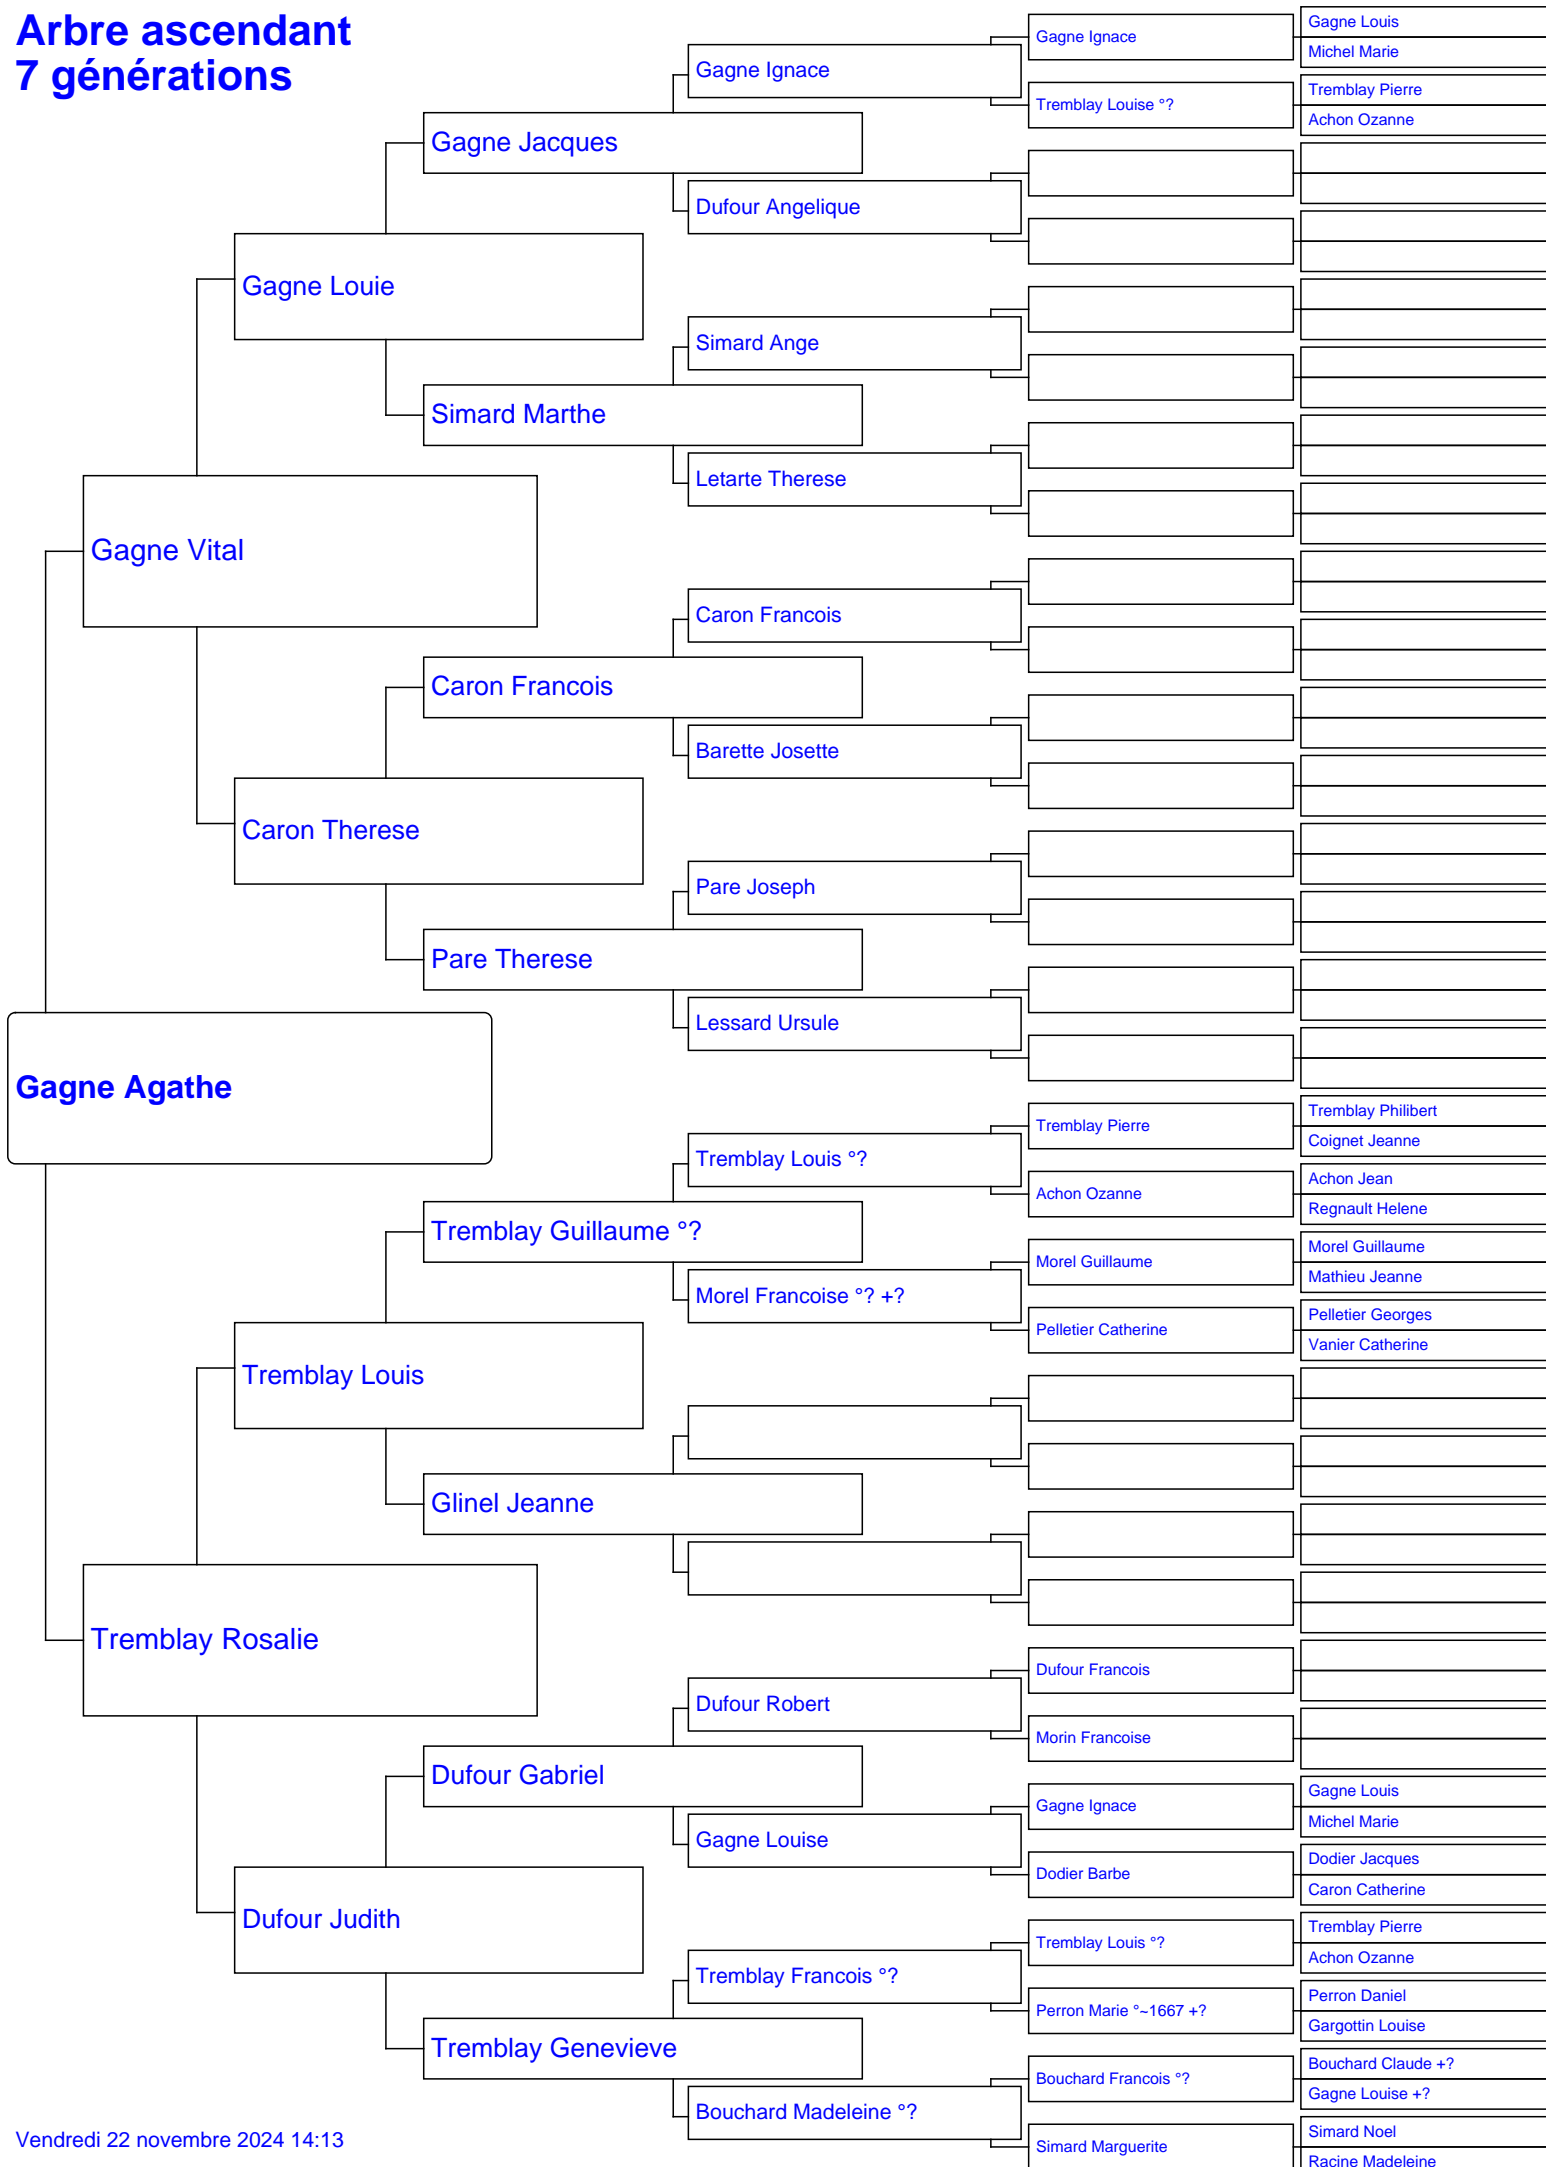 Arbre ascendant
7 générations
Gagne Agathe
Gagne Vital
Tremblay Rosalie
Gagne Louie
Caron Therese
Tremblay Louis
Dufour Judith
Gagne Jacques
Simard Marthe
Caron Francois
Pare Therese
Tremblay Guillaume °?
Glinel Jeanne
Dufour Gabriel
Tremblay Genevieve
Gagne Ignace
Dufour Angelique
Simard Ange
Letarte Therese
Caron Francois
Barette Josette
Pare Joseph
Lessard Ursule
Tremblay Louis °?
Morel Francoise °? +?
Dufour Robert
Gagne Louise
Tremblay Francois °?
Bouchard Madeleine °?
Gagne Ignace
Tremblay Louise °?
Tremblay Pierre
Achon Ozanne
Morel Guillaume
Pelletier Catherine
Dufour Francois
Morin Francoise
Gagne Ignace
Dodier Barbe
Tremblay Louis °?
Perron Marie °~1667 +?
Bouchard Francois °?
Simard Marguerite
Gagne Louis
Michel Marie
Tremblay Pierre
Achon Ozanne
Tremblay Philibert
Coignet Jeanne
Achon Jean
Regnault Helene
Morel Guillaume
Mathieu Jeanne
Pelletier Georges
Vanier Catherine
Gagne Louis
Michel Marie
Dodier Jacques
Caron Catherine
Tremblay Pierre
Achon Ozanne
Perron Daniel
Gargottin Louise
Bouchard Claude +?
Gagne Louise +?
Simard Noel
Racine Madeleine
Vendredi 22 novembre 2024 14:13